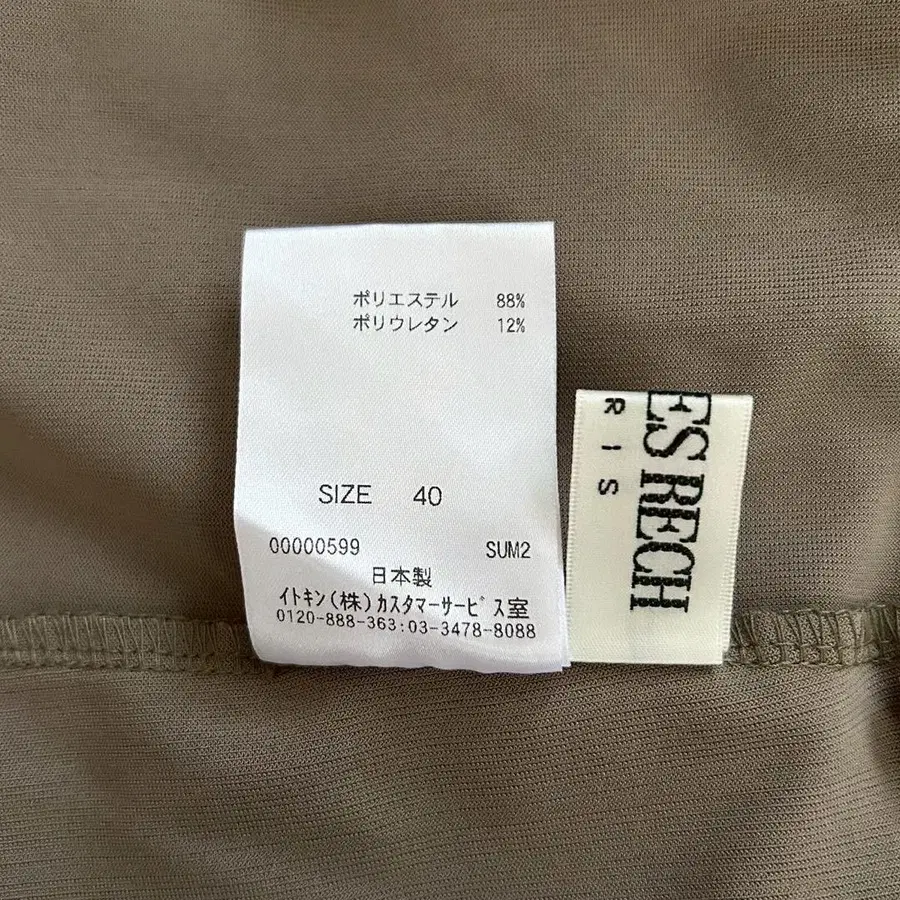 ポリエステル 88%
ポリウレタン 12%
SIZE 40
00000599 SUM2
日本製
イトキン(株)カスタマーサービス室
0120-888-363:03-3478-8088
ES RECH
RIS